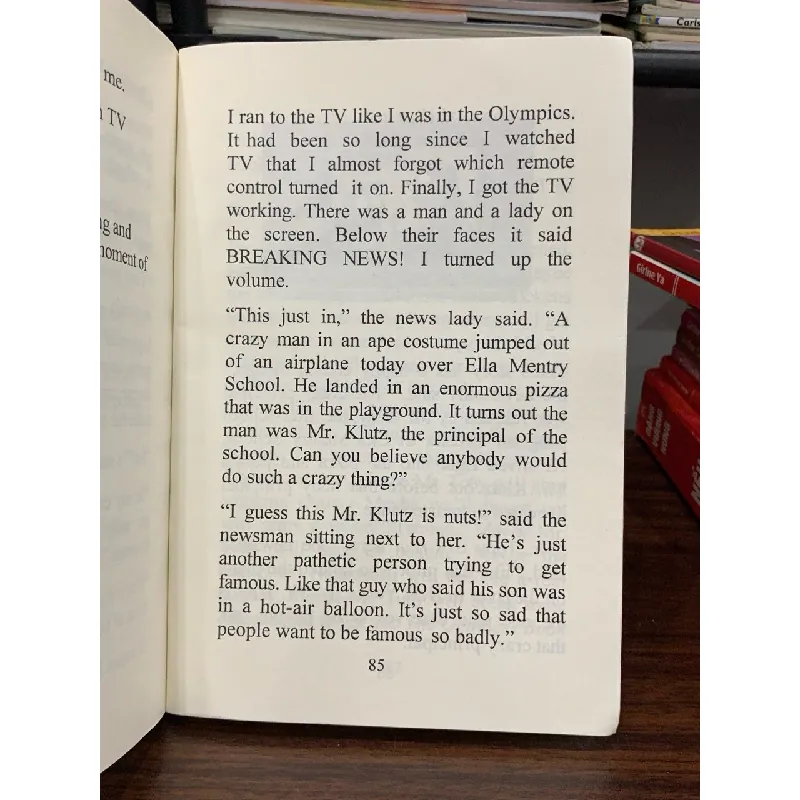 me.
TV
and
moment of
I ran to the TV like I was in the Olympics.
It had been so long since I watched
TV that I almost forgot which remote
control turned it on. Finally, I got the TV
working. There was a man and a lady on
the screen. Below their faces it said
BREAKING NEWS! I turned up the
volume.
“This just in,” the news lady said. “A
crazy man in an ape costume jumped out
of an airplane today over Ella Mentry
School. He landed in an enormous pizza
that was in the playground. It turns out the
man was Mr. Klutz, the principal of the
school. Can you believe anybody would
do such a crazy thing?”
“I guess this Mr. Klutz is nuts!” said the
newsman sitting next to her. “He’s just
another pathetic person trying to get
famous. Like that guy who said his son was
in a hot-air balloon. It’s just so sad that
people want to be famous so badly.”
85